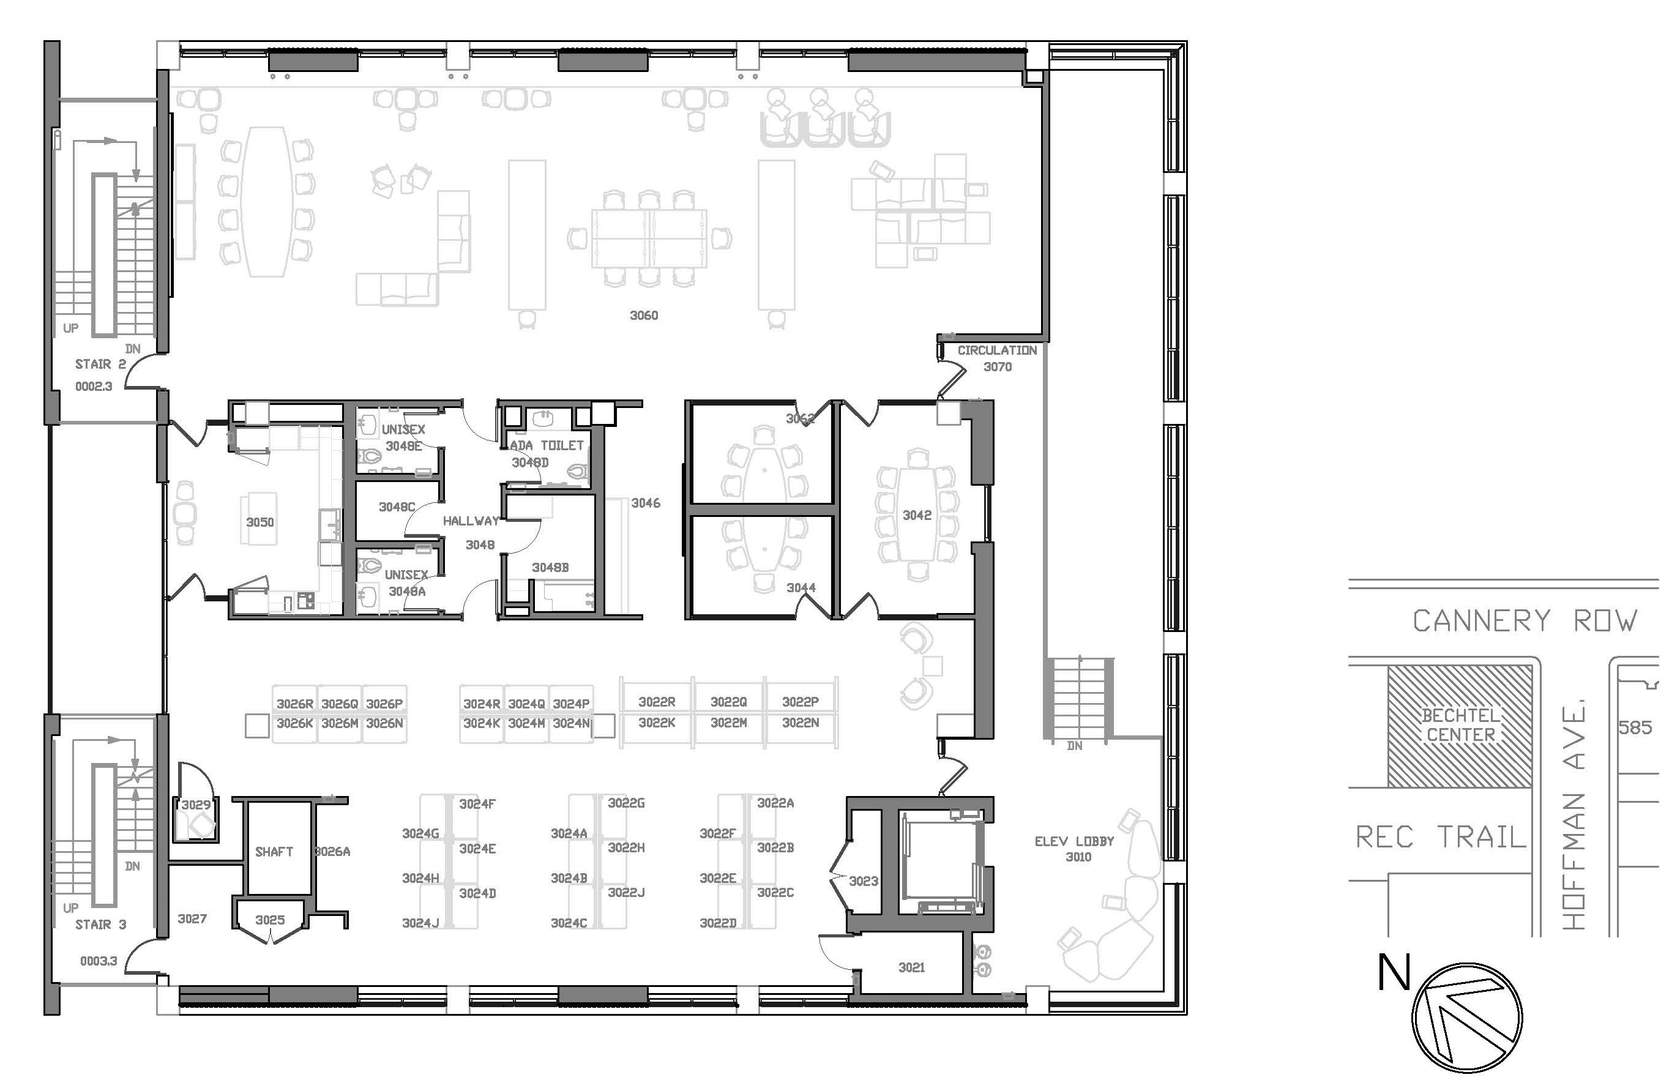 3060
UP
DN
STAIR 2
0002.3
CIRCULATION
3070
3062
UNISEX
3048E
ADA TOILET
3048D
3048C
3046
3050
HALLWAY
3048
3042
3048B
UNISEX
3048A
3044
3026R 3026Q 3026P
3026K 3026M 3026N
3024R 3024Q 3024P
3024K 3024M 3024N
3022R 3022Q 3022P
3022K 3022M 3022N
DN
3029
3024F
3022G
3022A
3024G
3024A
3022F
SHAFT
3026A
3024E
3022H
3022B
ELEV LOBBY
3010
DN
3024H
3024B
3022E
3023
3024D
3022J
3022C
UP
STAIR 3
3027
3025
3024J
3024C
3022D
0003.3
3021
CANNERY ROW
BECHTEL
CENTER
HOFFMAN AVE.
585
REC TRAIL
N